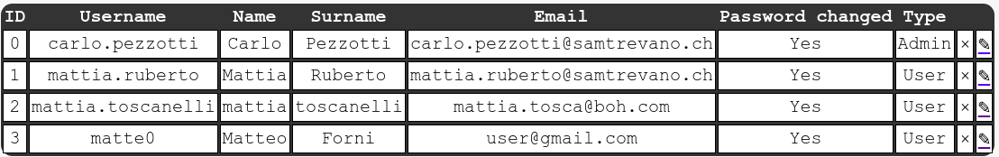 ID Username Name Surname Email Password changed Type
0 carlo.pezzotti Carlo Pezzotti carlo.pezzotti@samtrevano.ch Yes Admin × ✎
1 mattia.ruberto Mattia Ruberto mattia.ruberto@samtrevano.ch Yes User × ✎
2 mattia.toscanelli mattia toscanelli mattia.tosca@boh.com Yes User × ✎
3 matte0 Matteo Forni user@gmail.com Yes User × ✎